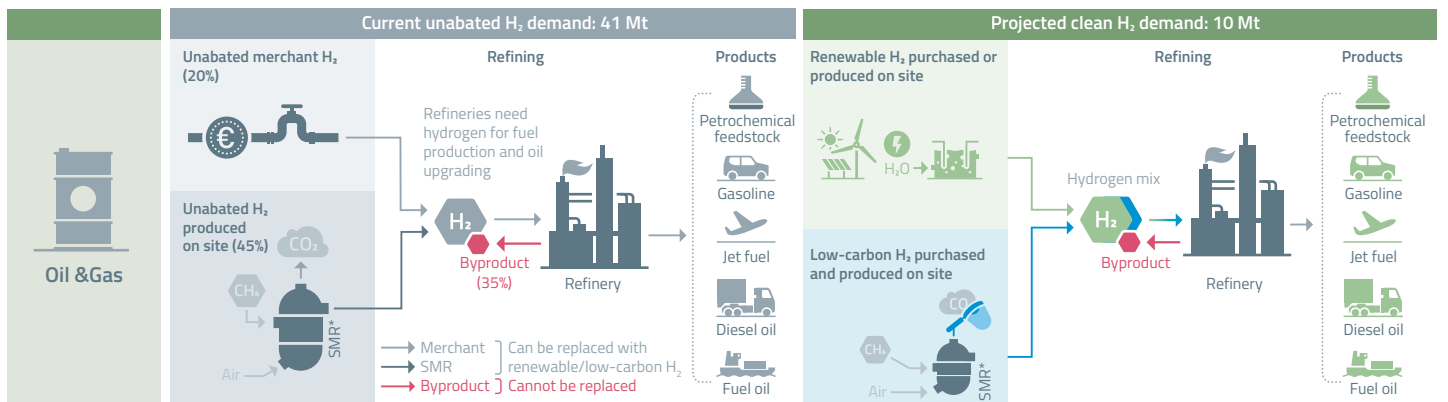 Current unabated H₂ demand: 41 Mt
Projected clean H₂ demand: 10 Mt
Oil &Gas
Unabated merchant H₂
(20%)
€
Unabated H₂
produced
on site (45%)
CO₂
CH₄
SMR*
Air
Refining
Refineries need
hydrogen for fuel
production and oil
upgrading
H₂
Byproduct
(35%)
Refinery
Merchant
SMR
Can be replaced with
renewable/low-carbon H₂
Byproduct
Cannot be replaced
Products
Petrochemical
feedstock
Gasoline
Jet fuel
Diesel oil
Fuel oil
Renewable H₂ purchased or
produced on site
H₂O
Low-carbon H₂ purchased
and produced on site
CO
CH₄
SMR*
Air
Refining
Hydrogen mix
H₂
Byproduct
Refinery
Products
Petrochemical
feedstock
Gasoline
Jet fuel
Diesel oil
Fuel oil